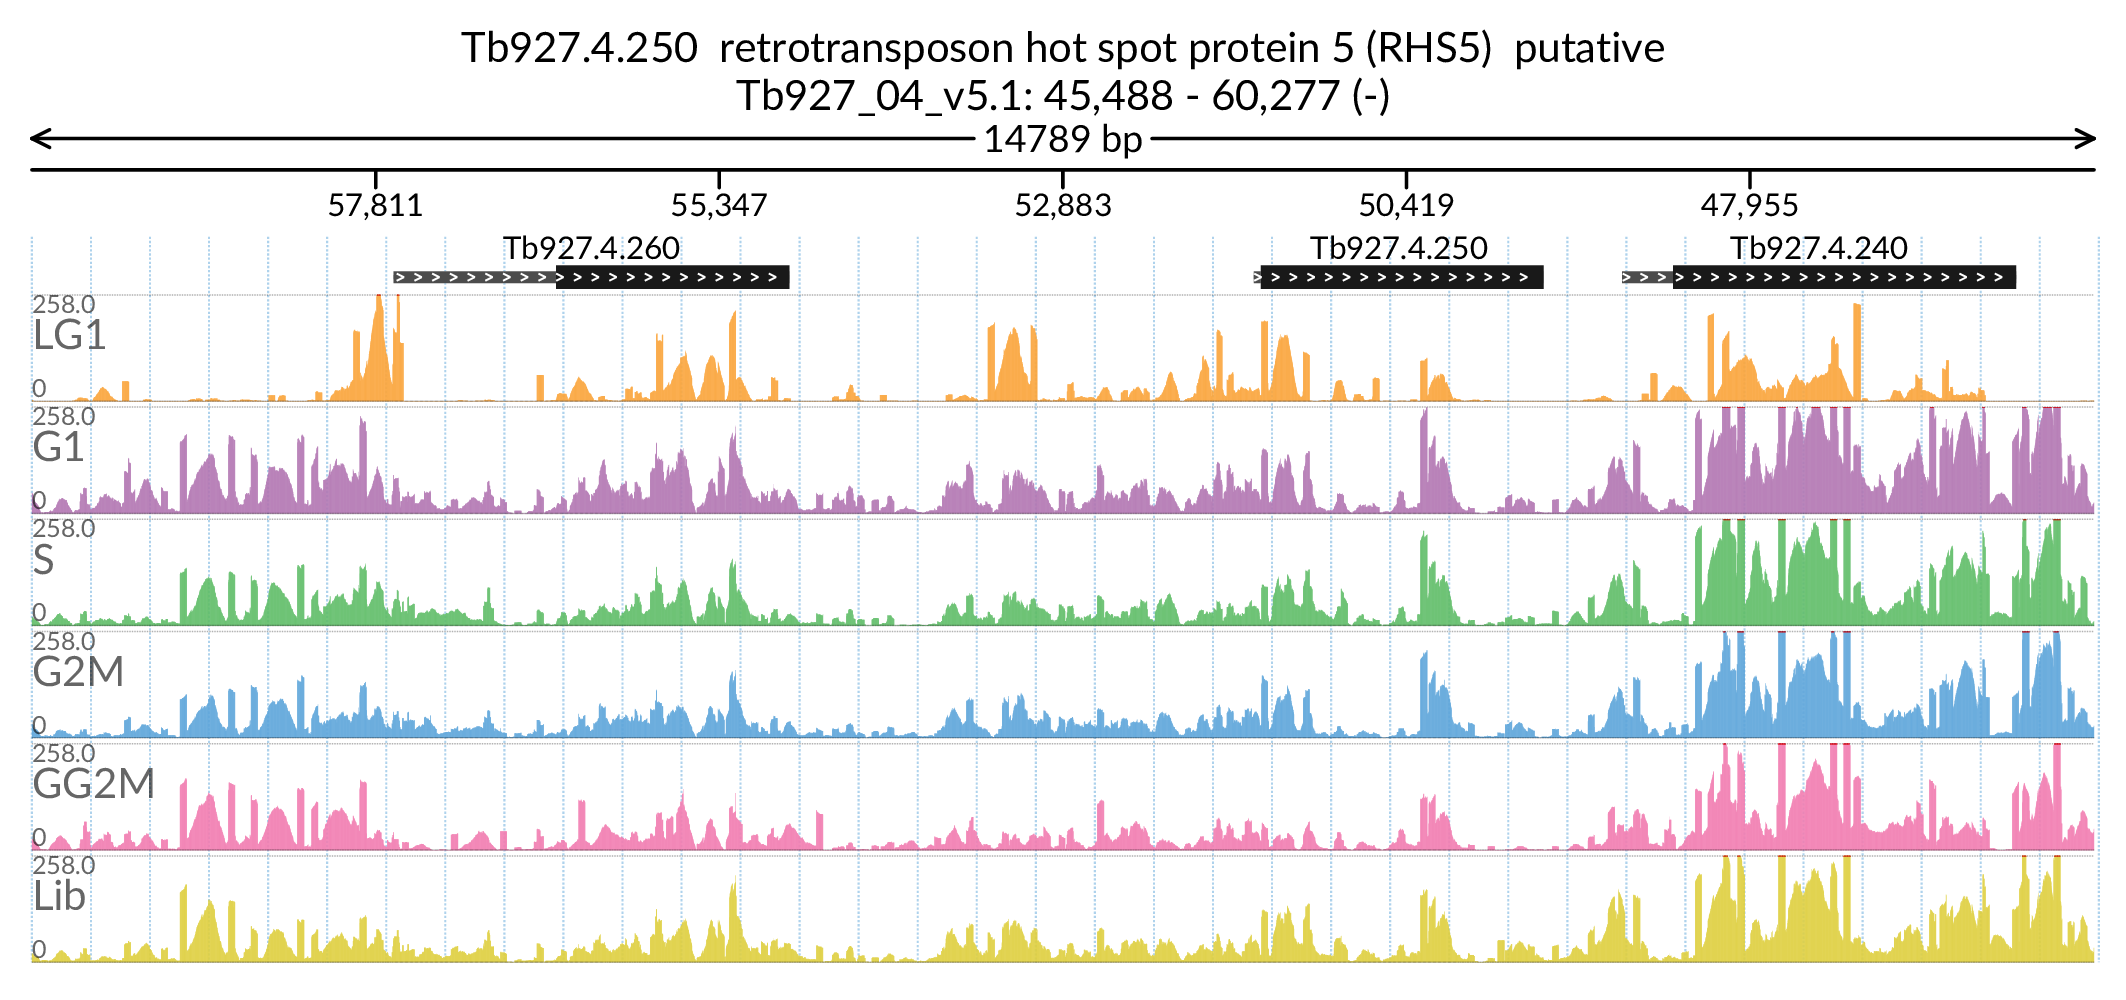 Tb927.4.250  retrotransposon hot spot protein 5 (RHS5)  putative
Tb927_04_v5.1: 45,488 - 60,277 (-)
14789 bp
57,811 55,347 52,883 50,419 47,955
Tb927.4.260 Tb927.4.250 Tb927.4.240
258.0
LG1
0
258.0
G1
0
258.0
S
0
258.0
G2M
0
258.0
GG2M
0
258.0
Lib
0